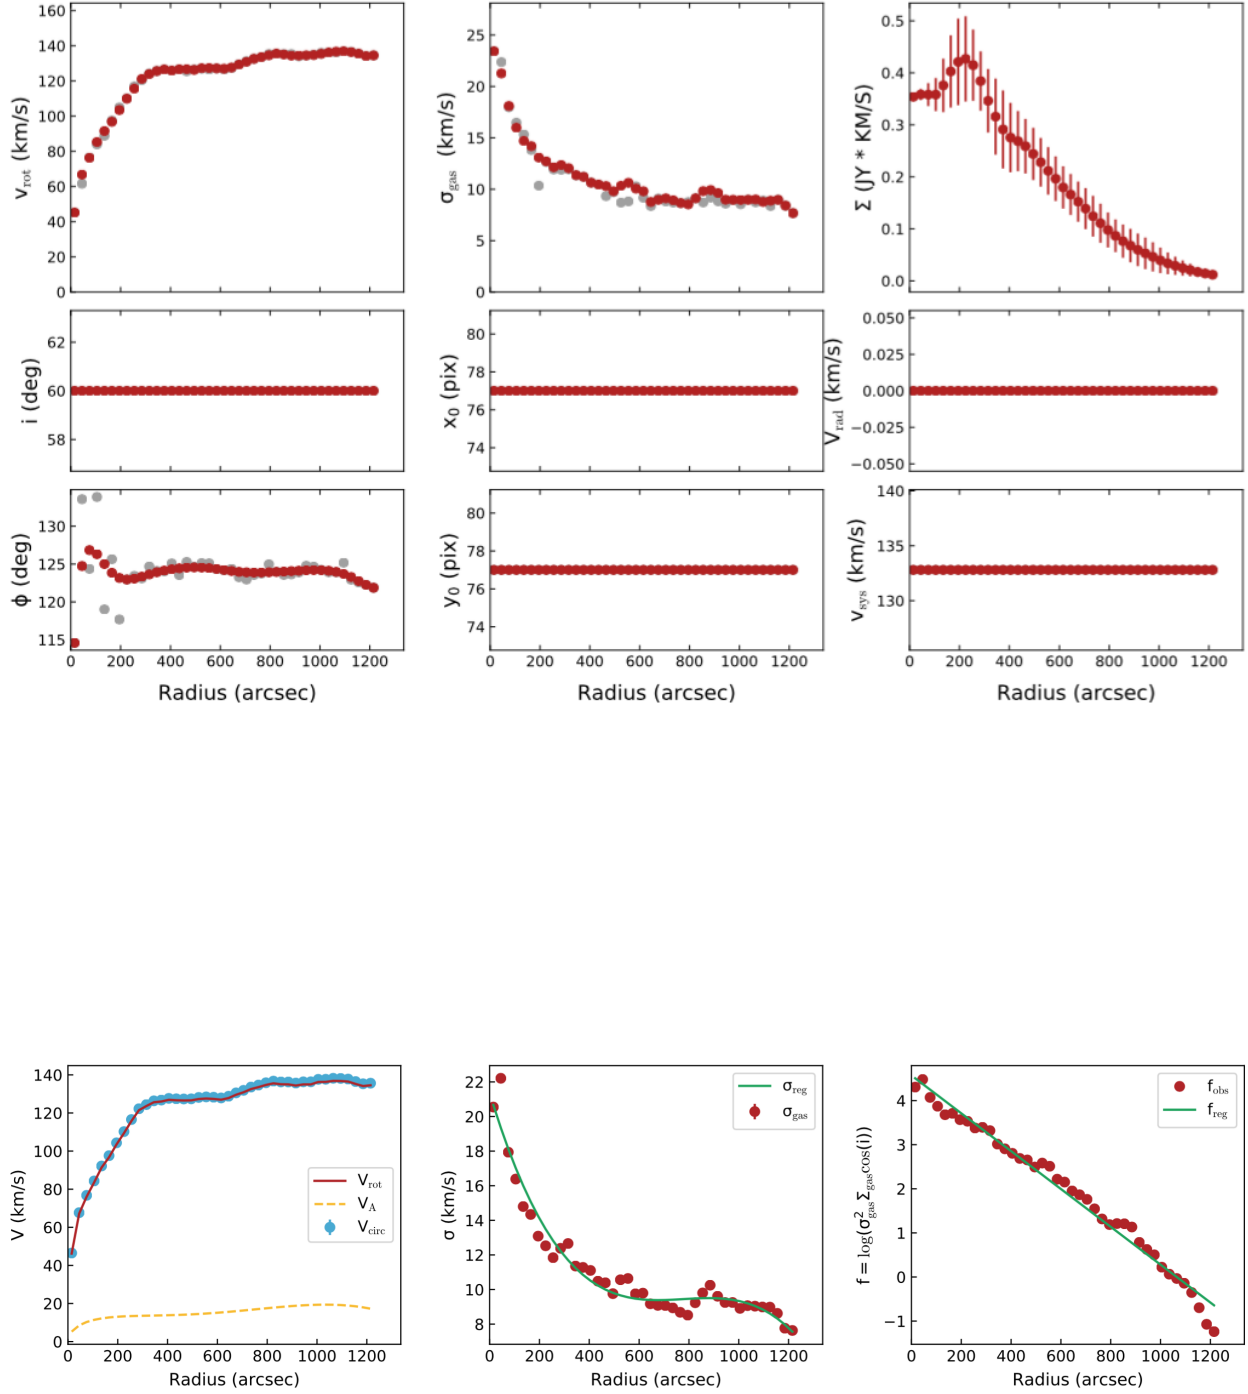 160
140
120
100
80
60
40
20
0
v_rot (km/s)
25
20
15
10
5
0
σ_gas (km/s)
0.5
0.4
0.3
0.2
0.1
0.0
Σ (JY * KM/S)
62
60
58
i (deg)
80
77
74
x_0 (pix)
0.050
0.025
0.000
−0.025
−0.050
V_rad (km/s)
130
125
120
115
ϕ (deg)
0 200 400 600 800 1000 1200
Radius (arcsec)
80
77
74
y_0 (pix)
0 200 400 600 800 1000 1200
Radius (arcsec)
140
130
v_sys (km/s)
0 200 400 600 800 1000 1200
Radius (arcsec)
140
120
100
80
60
40
20
0
V (km/s)
V_rot
V_A
V_circ
0 200 400 600 800 1000 1200
Radius (arcsec)
22
20
18
16
14
12
10
8
σ (km/s)
σ_reg
σ_gas
0 200 400 600 800 1000 1200
Radius (arcsec)
4
3
2
1
0
−1
f = log(σ²_gas Σ_gas cos(i))
f_obs
f_reg
0 200 400 600 800 1000 1200
Radius (arcsec)